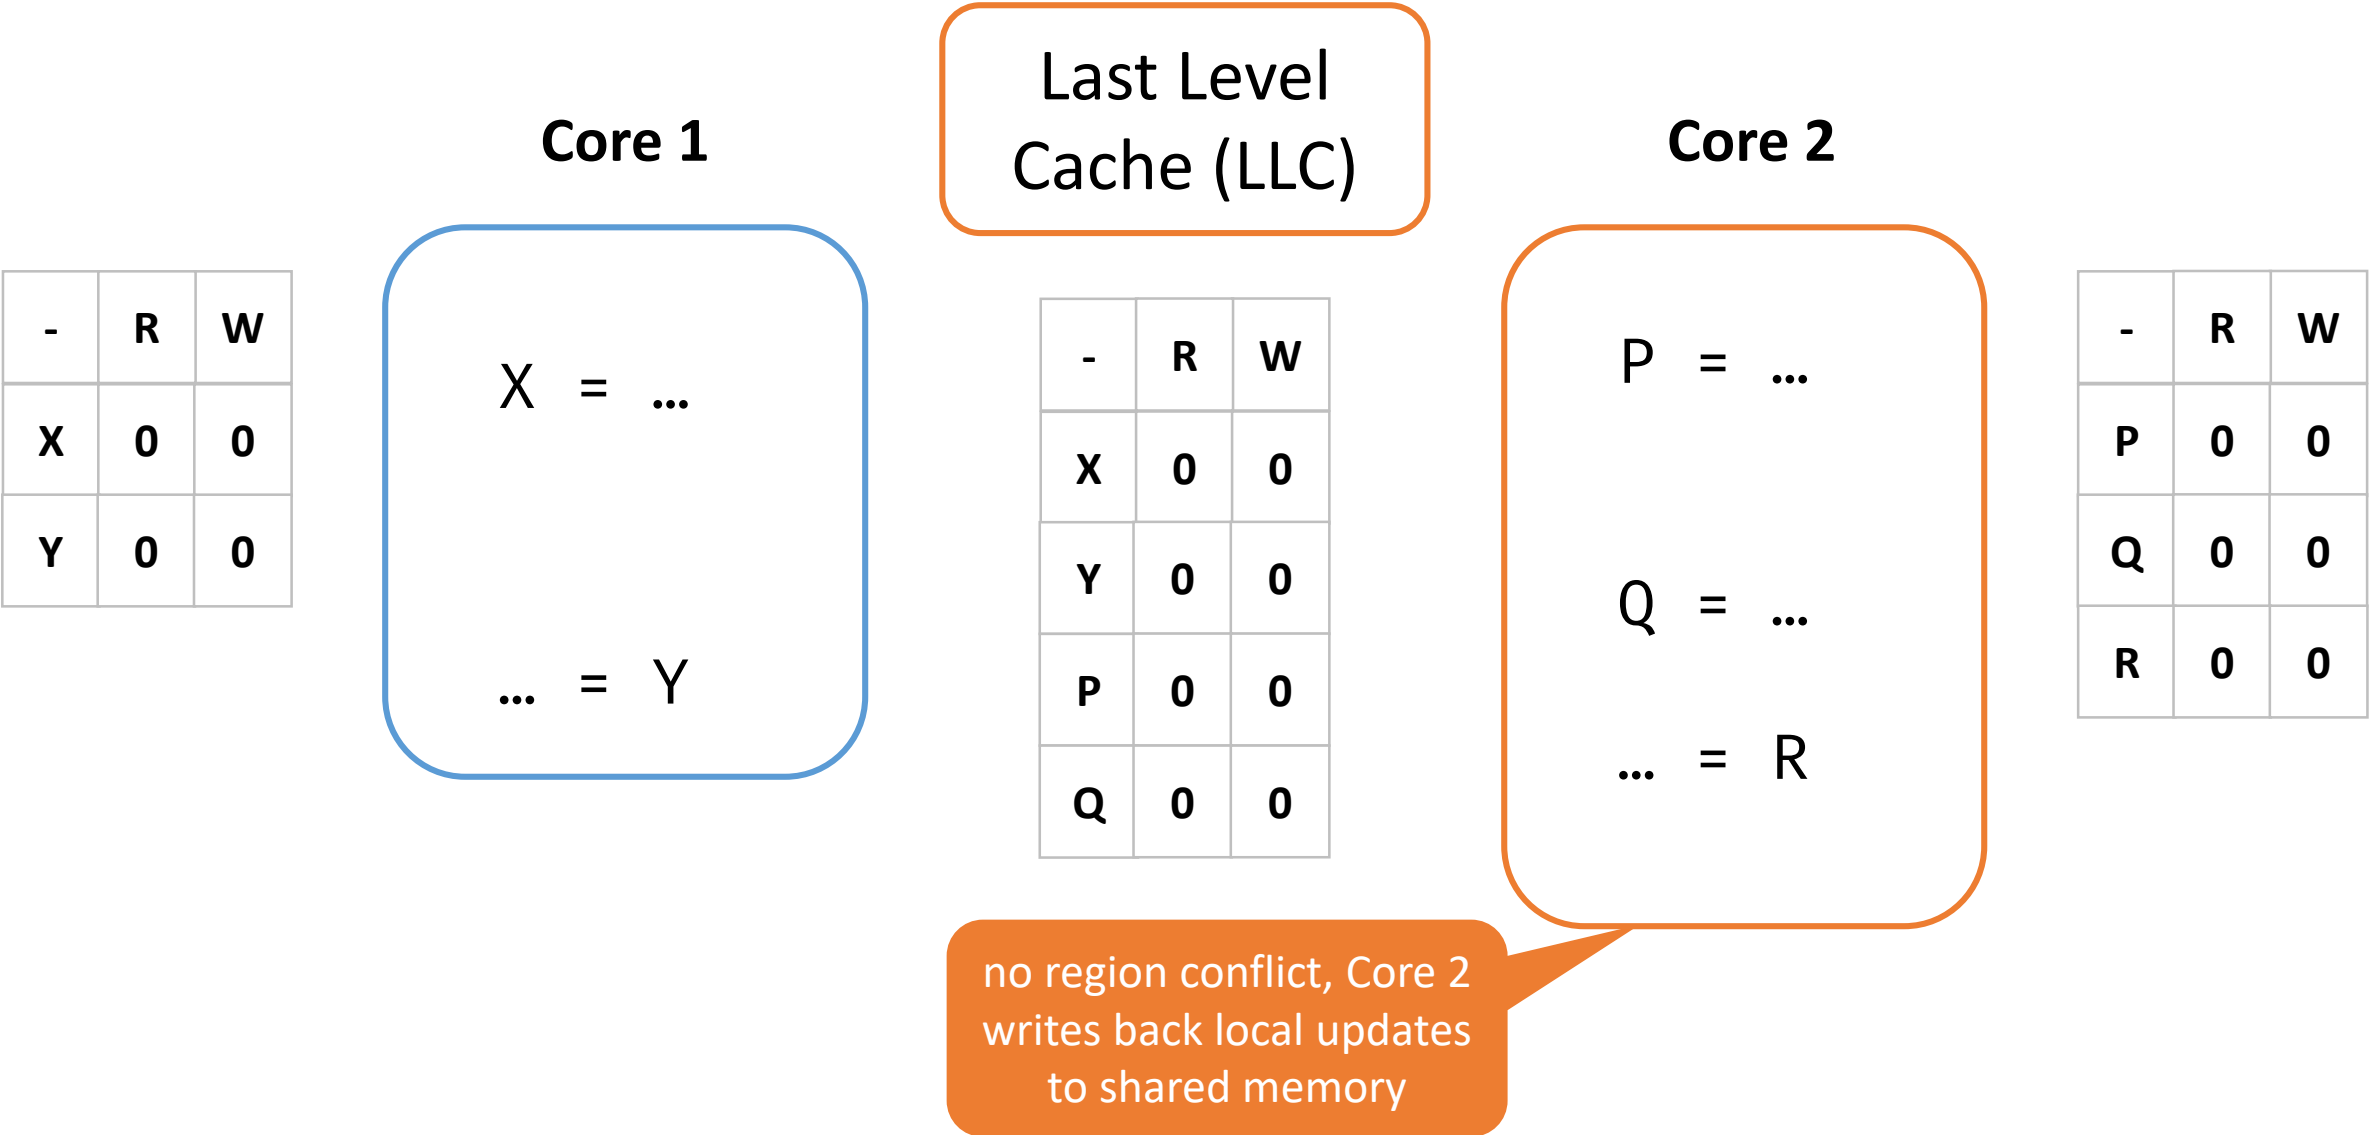 Last Level
Cache (LLC)
Core 1
Core 2
- R W
X 0 0
Y 0 0
X = …
… = Y
- R W
X 0 0
Y 0 0
P 0 0
Q 0 0
P = …
Q = …
… = R
- R W
P 0 0
Q 0 0
R 0 0
no region conflict, Core 2
writes back local updates
to shared memory